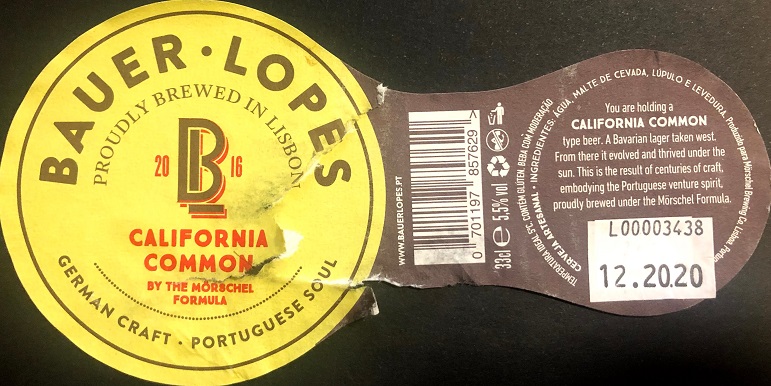 BAUER · LOPES
PROUDLY BREWED IN LISBON
20 16
CALIFORNIA
COMMON
BY THE MÖRSCHEL
FORMULA
GERMAN CRAFT · PORTUGUESE SOUL
WWW.BAUERLOPES.PT
0 701197 857629 >
33cl e 5,5% vol
TEMPERATURA IDEAL 5°C. CONTÉM GLÚTEN. BEBA COM MODERAÇÃO
CERVEJA ARTESANAL · INGREDIENTES: ÁGUA, MALTE DE CEVADA, LÚPULO E LEVEDURA. Produzido para Mörschel Brewing Co. Lisboa, Portugal
You are holding a
CALIFORNIA COMMON
type beer. A Bavarian lager taken west.
From there it evolved and thrived under the
sun. This is the result of centuries of craft,
embodying the Portuguese venture spirit,
proudly brewed under the Mörschel Formula.
L00003438
12.2020